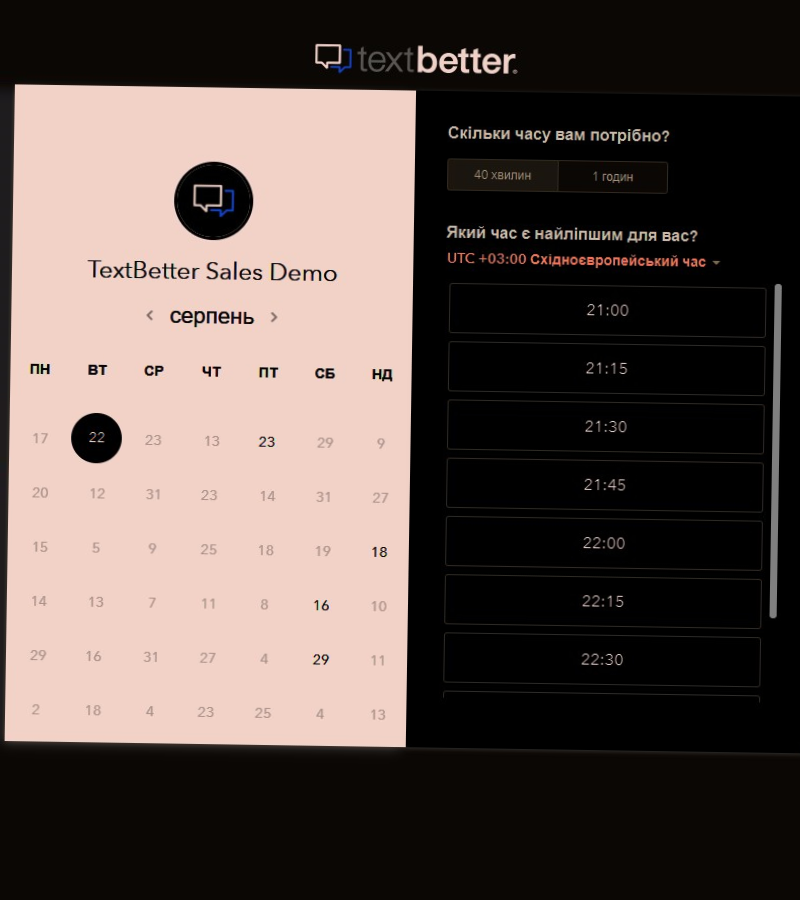 textbetter.
TextBetter Sales Demo
серпень
ПН ВТ СР ЧТ ПТ СБ НД
17 22 23 13 23 29 9
20 12 31 23 14 31 27
15 5 9 25 18 19 18
14 13 7 11 8 16 10
29 16 31 27 4 29 11
2 18 4 23 25 4 13
Скільки часу вам потрібно?
40 хвилин 1 годин
Який час є найліпшим для вас?
UTC +03:00 Східноєвропейський час
21:00
21:15
21:30
21:45
22:00
22:15
22:30